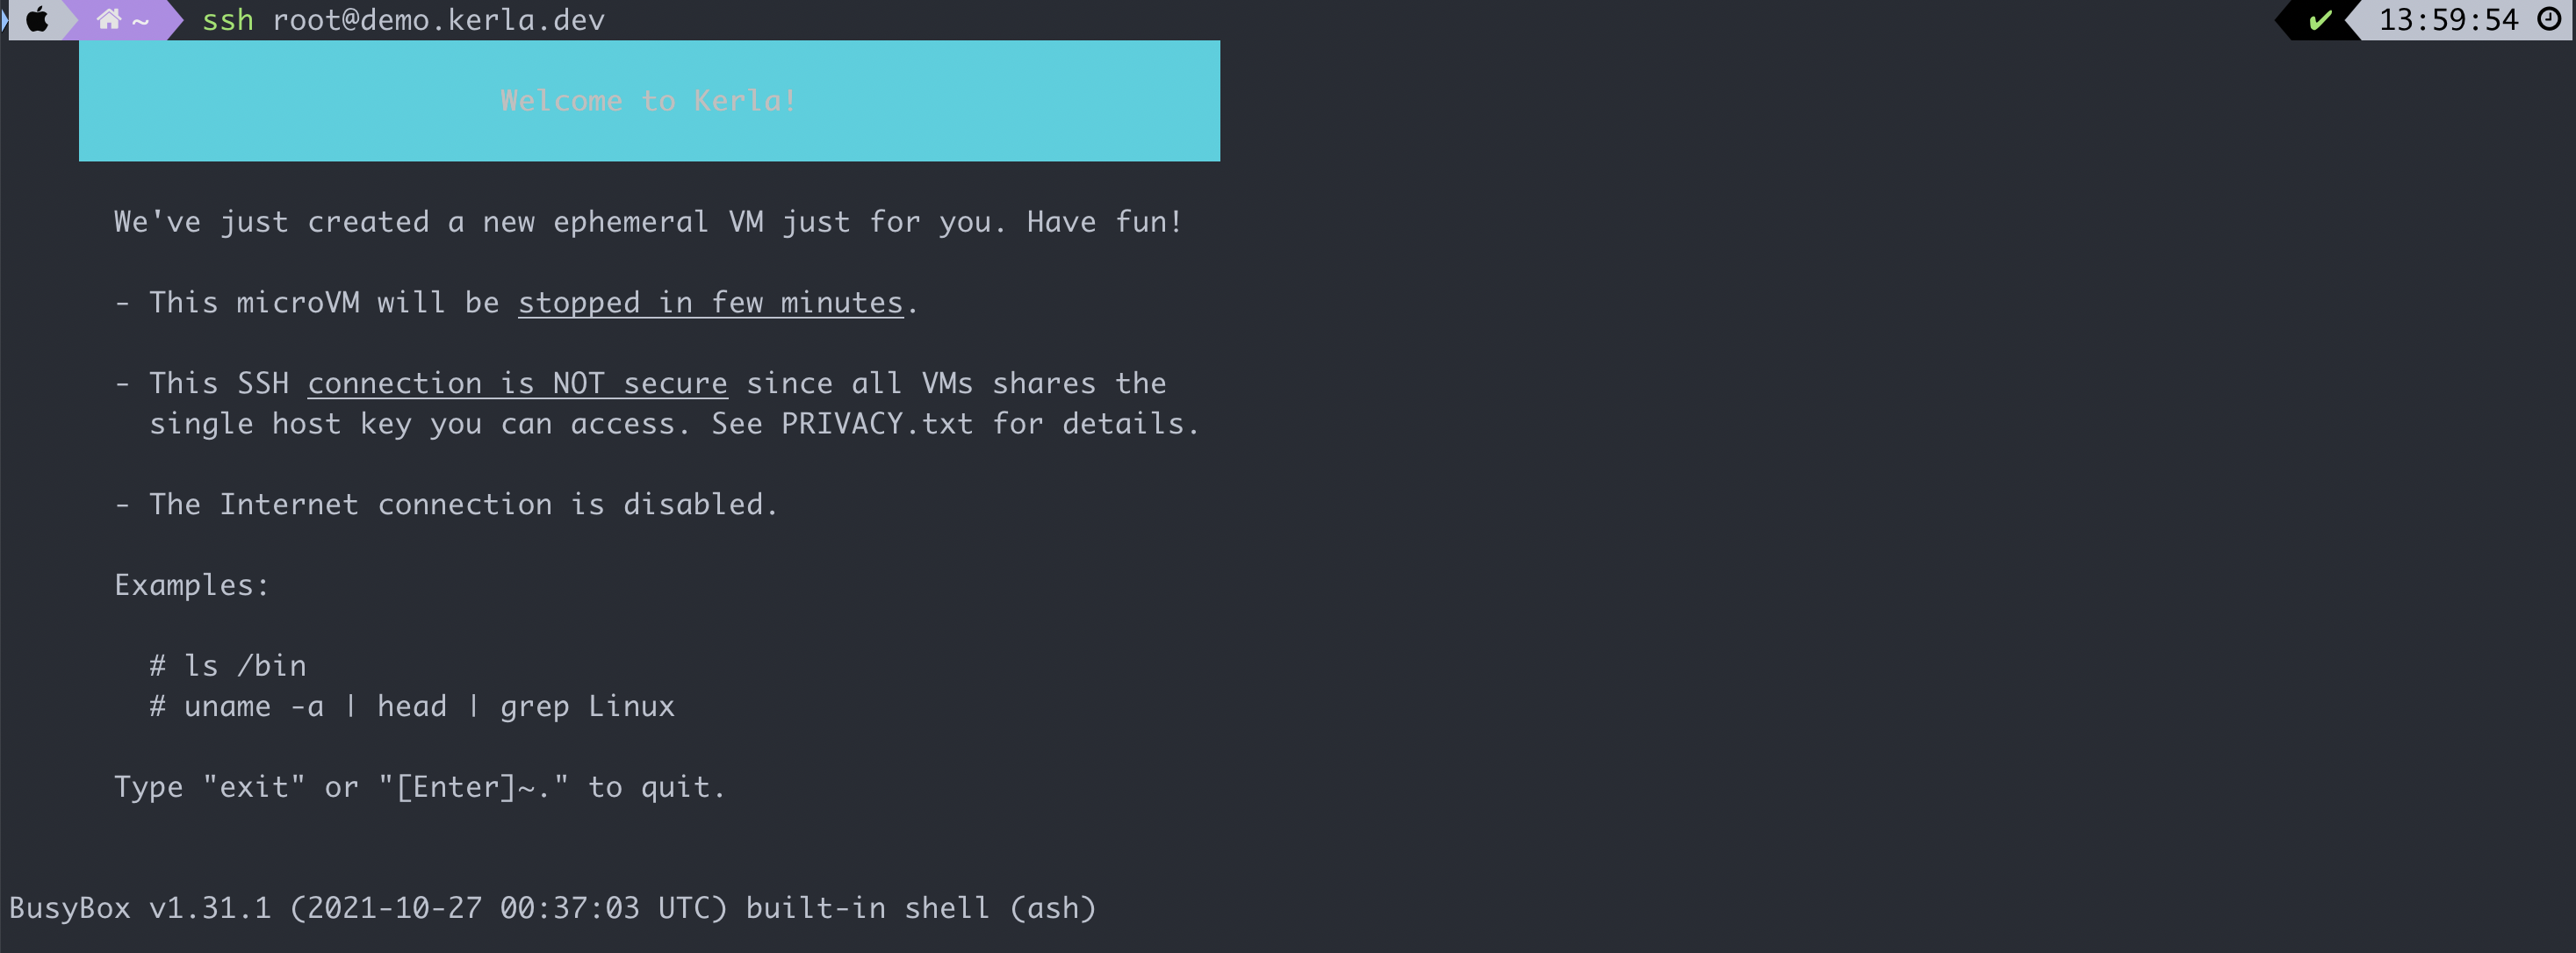 ~ ssh root@demo.kerla.dev ✔ 13:59:54
Welcome to Kerla!
We've just created a new ephemeral VM just for you. Have fun!
- This microVM will be stopped in few minutes.
- This SSH connection is NOT secure since all VMs shares the
single host key you can access. See PRIVACY.txt for details.
- The Internet connection is disabled.
Examples:
# ls /bin
# uname -a | head | grep Linux
Type "exit" or "[Enter]~." to quit.
BusyBox v1.31.1 (2021-10-27 00:37:03 UTC) built-in shell (ash)